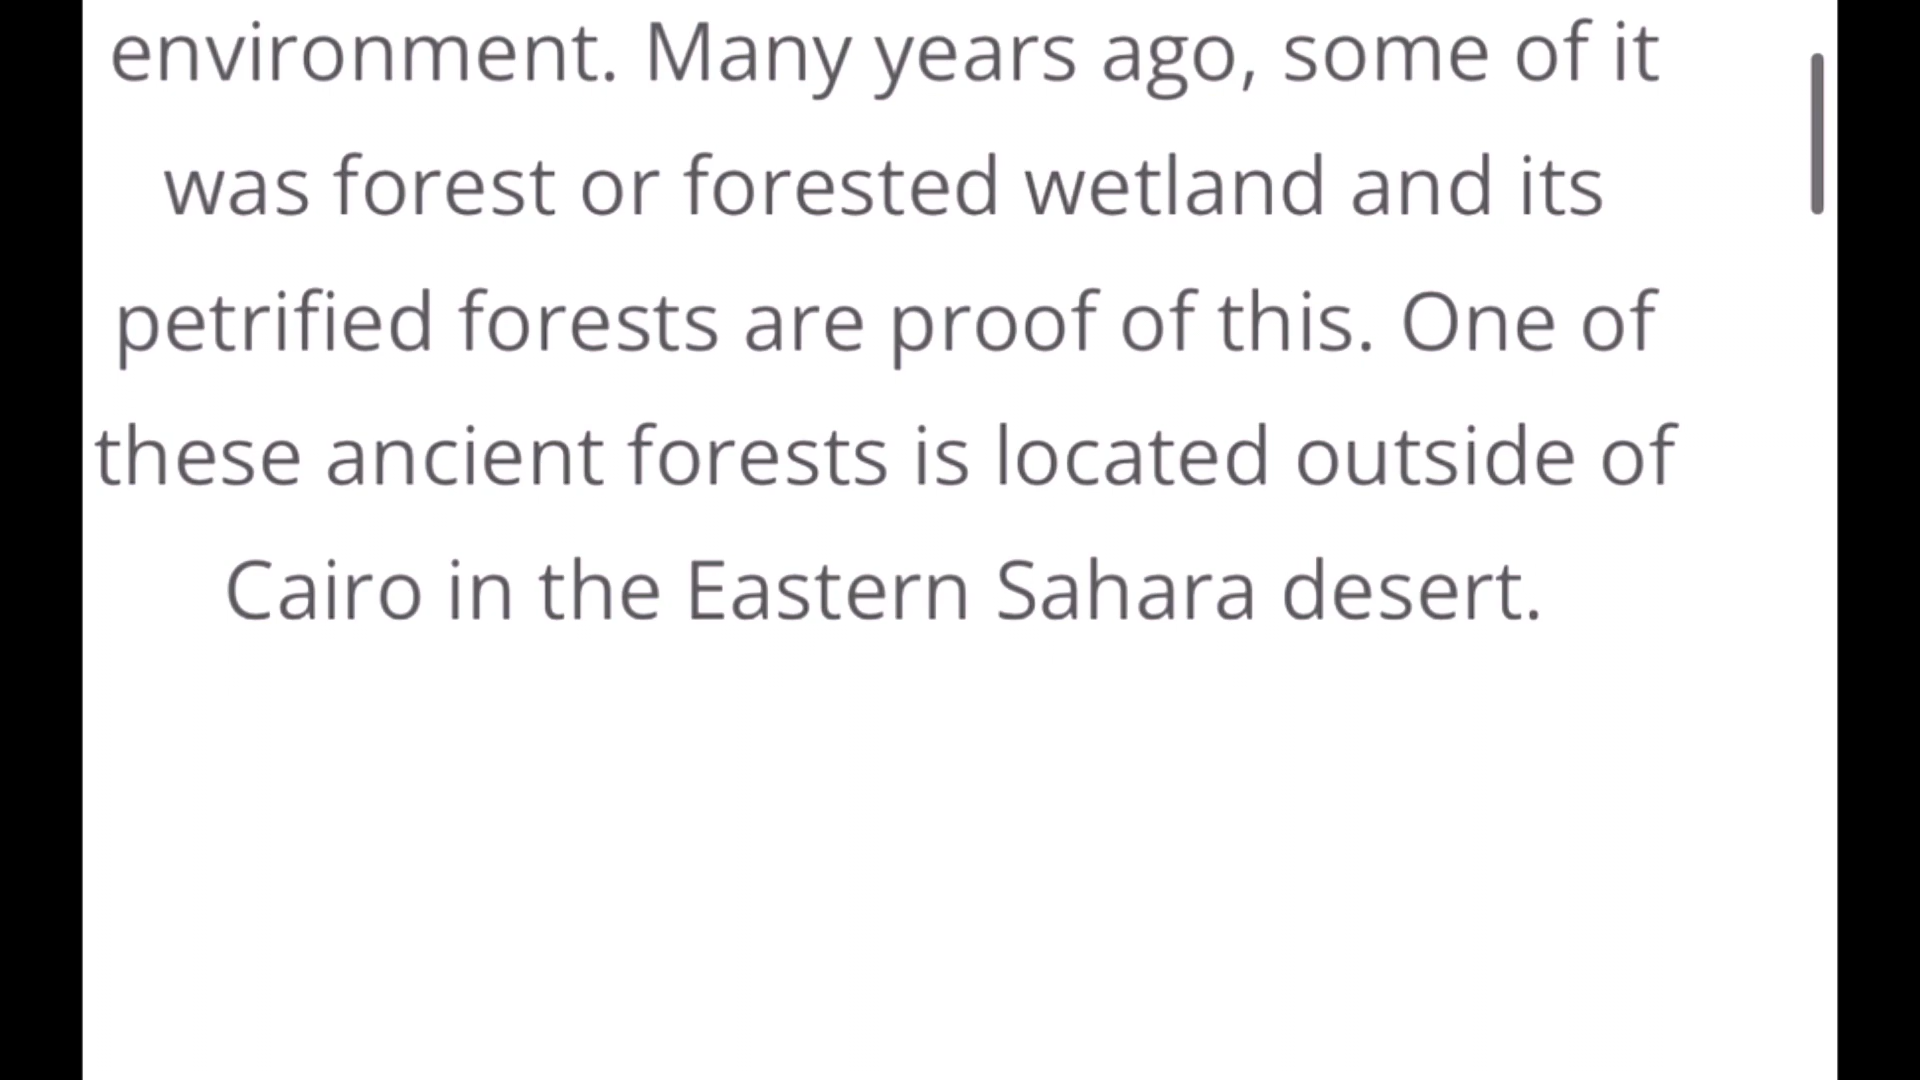 environment. Many years ago, some of it
was forest or forested wetland and its
petrified forests are proof of this. One of
these ancient forests is located outside of
Cairo in the Eastern Sahara desert.